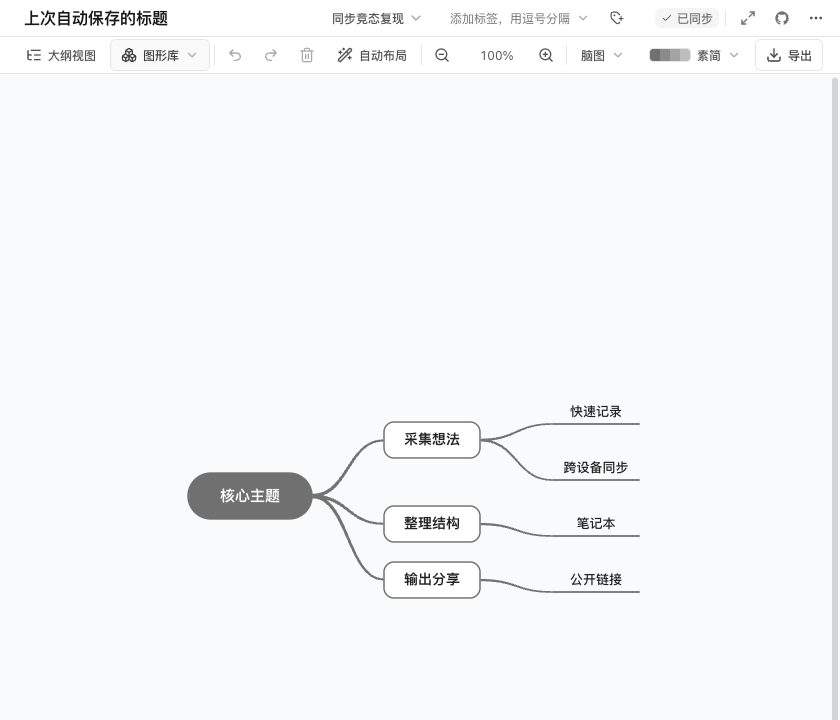 上次自动保存的标题
同步竞态复现
添加标签，用逗号分隔
已同步
大纲视图
图形库
自动布局
100%
脑图
素简
导出
快速记录
采集想法
跨设备同步
核心主题
整理结构
笔记本
输出分享
公开链接